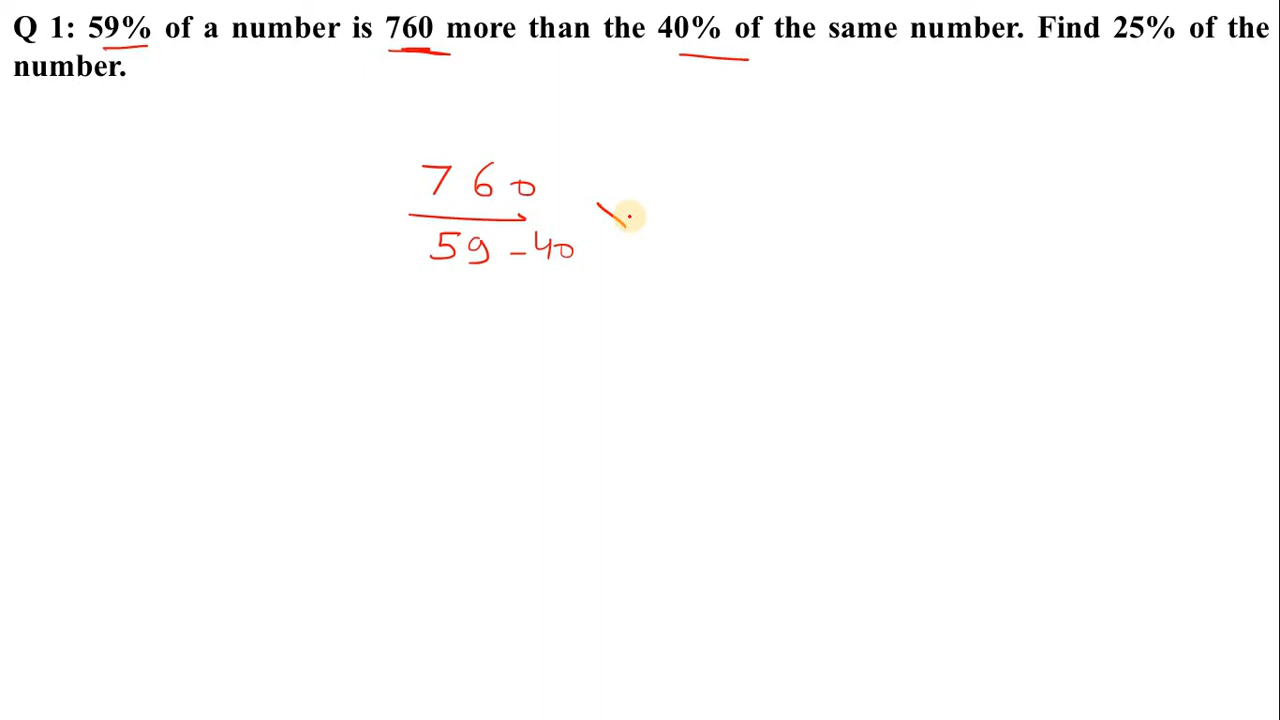 Q 1: 59% of a number is 760 more than the 40% of the same number. Find 25% of the
number.
760
59 - 40